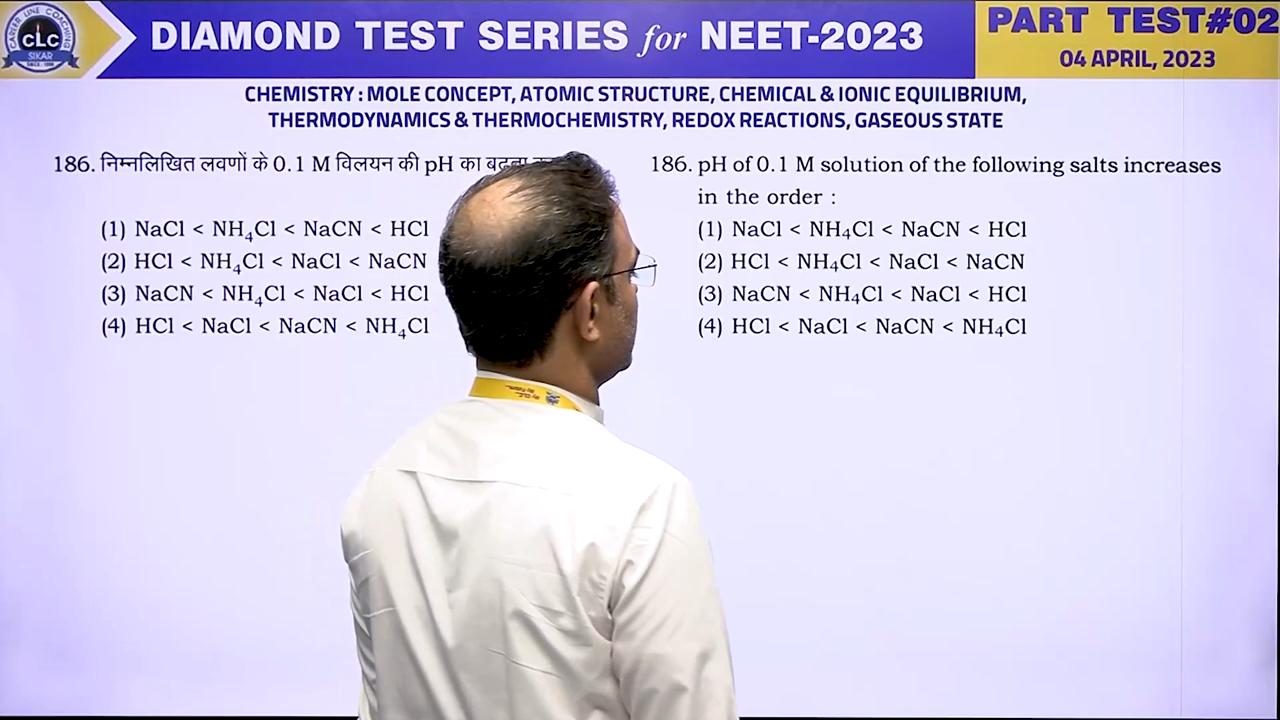 CAREER LINE COACHING
CLC
SIKAR
DIAMOND TEST SERIES for NEET-2023
PART TEST#02
04 APRIL, 2023
CHEMISTRY : MOLE CONCEPT, ATOMIC STRUCTURE, CHEMICAL & IONIC EQUILIBRIUM,
THERMODYNAMICS & THERMOCHEMISTRY, REDOX REACTIONS, GASEOUS STATE
186. निम्नलिखित लवणों के 0.1 M विलयन की pH का
(1) NaCl < NH₄Cl < NaCN < HCl
(2) HCl < NH₄Cl < NaCl < NaCN
(3) NaCN < NH₄Cl < NaCl < HCl
(4) HCl < NaCl < NaCN < NH₄Cl
186. pH of 0.1 M solution of the following salts increases
in the order :
(1) NaCl < NH₄Cl < NaCN < HCl
(2) HCl < NH₄Cl < NaCl < NaCN
(3) NaCN < NH₄Cl < NaCl < HCl
(4) HCl < NaCl < NaCN < NH₄Cl